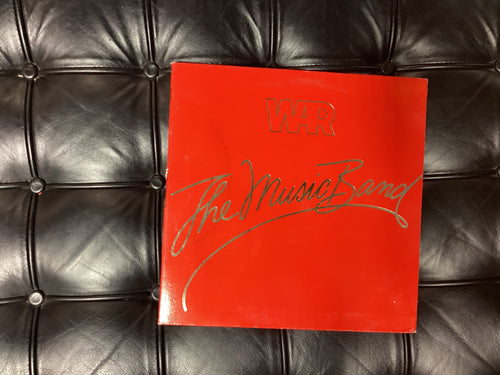 WAR
The Music Band